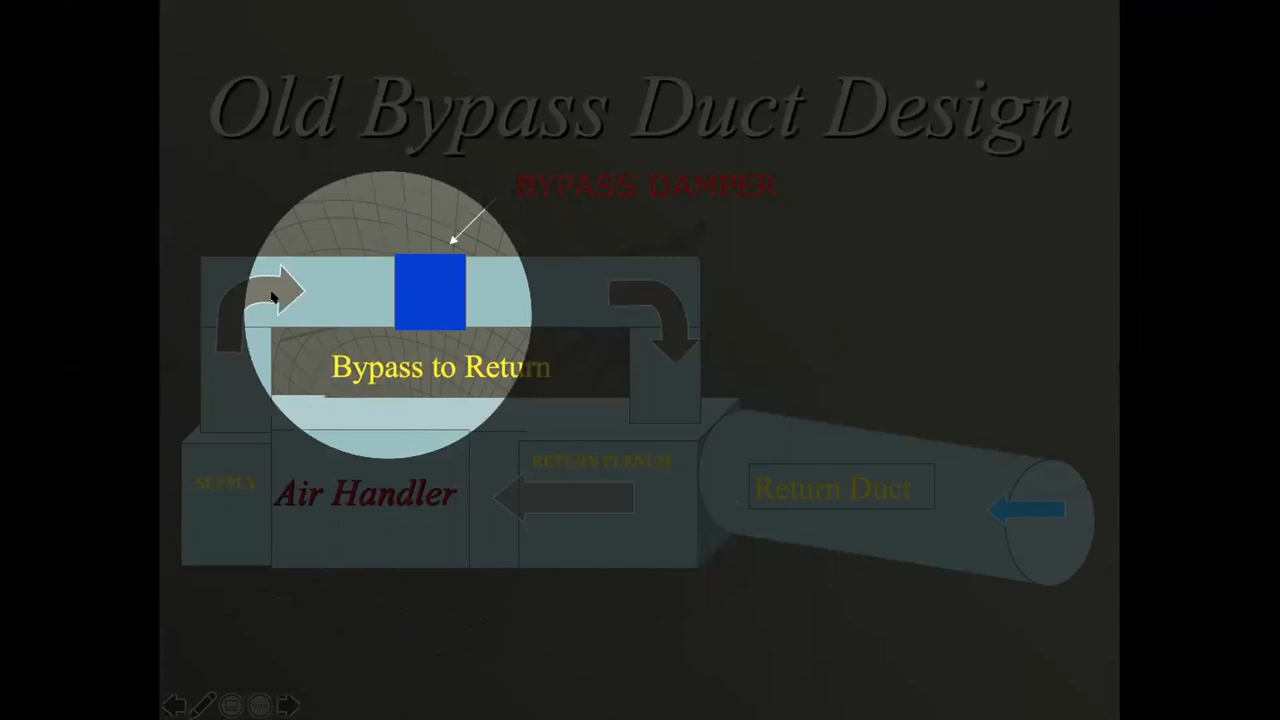 Old Bypass Duct Design
BYPASS DAMPER
Bypass to Return
RETURN PLENUM
SUPPLY
Air Handler
Return Duct